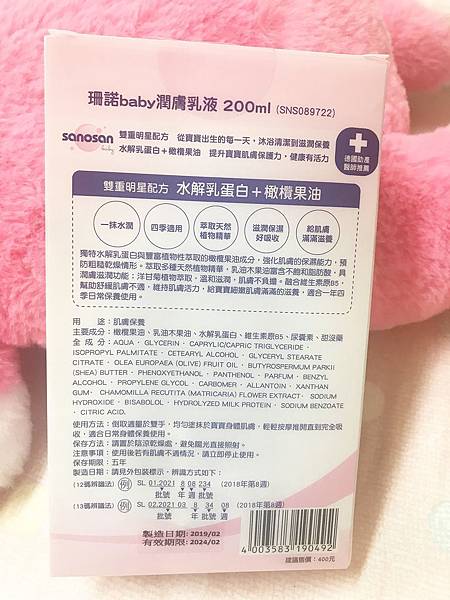 珊諾baby潤膚乳液 200ml (SNS089722)
sanosan
baby
雙重明星配方 從寶寶出生的每一天，沐浴清潔到滋潤保養
水解乳蛋白＋橄欖果油 提升寶寶肌膚保護力，健康有活力
德國助產
醫師推薦
雙重明星配方 水解乳蛋白＋橄欖果油
一抹水潤
四季適用
萃取天然
植物精華
滋潤保濕
好吸收
給肌膚
滿滿滋養
獨特水解乳蛋白與豐富植物性萃取的橄欖果油成分，強化肌膚的保濕能力，預
防粗糙乾燥情形。萃取多種天然植物精華，乳油木果油富含不飽和脂肪酸，具
潤膚滋潤功能；洋甘菊植物萃取，溫和滋潤，肌膚不負擔。融合維生素原B5，
幫助舒緩肌膚不適，維持肌膚活力，給寶寶細嫩肌膚滿滿的滋養，適合一年四
季日常保養使用。
用 途：肌膚保養
主要成分：橄欖果油、乳油木果油、水解乳蛋白、維生素原B5、尿囊素、甜沒藥
全 成 分：AQUA、GLYCERIN、CAPRYLIC/CAPRIC TRIGLYCERIDE、
ISOPROPYL PALMITATE、CETEARYL ALCOHOL、GLYCERYL STEARATE
CITRATE、OLEA EUROPAEA (OLIVE) FRUIT OIL、BUTYROSPERMUM PARKII
(SHEA) BUTTER、PHENOXYETHANOL、PANTHENOL、PARFUM、BENZYL
ALCOHOL、PROPYLENE GLYCOL、CARBOMER、ALLANTOIN、XANTHAN
GUM、CHAMOMILLA RECUTITA (MATRICARIA) FLOWER EXTRACT、SODIUM
HYDROXIDE、BISABOLOL、HYDROLYZED MILK PROTEIN、SODIUM BENZOATE
、CITRIC ACID.
使用方法：倒取適量於雙手，均勻塗抹於寶寶身體肌膚，輕輕按摩推開直到完全吸
收，適合日常身體保養使用。
保存方法：請置於陰涼乾燥處，避免陽光直接照射。
注意事項：使用後若有肌膚不適情況，請立即停止使用。
保存期限：五年
製造日期：請見外包裝標示，辨識方式如下：
(12碼辨識法) 例 SL 01.2021 8 08 234 (2018年第8週)
批號 年 週 批號
(13碼辨識法) 例 SL 02.2021 03 8 34 08 (2018年第8週)
批號 年 批號 週
製造日期:2019/02
有效期限:2024/02
4 003583 190492
建議售價：400元